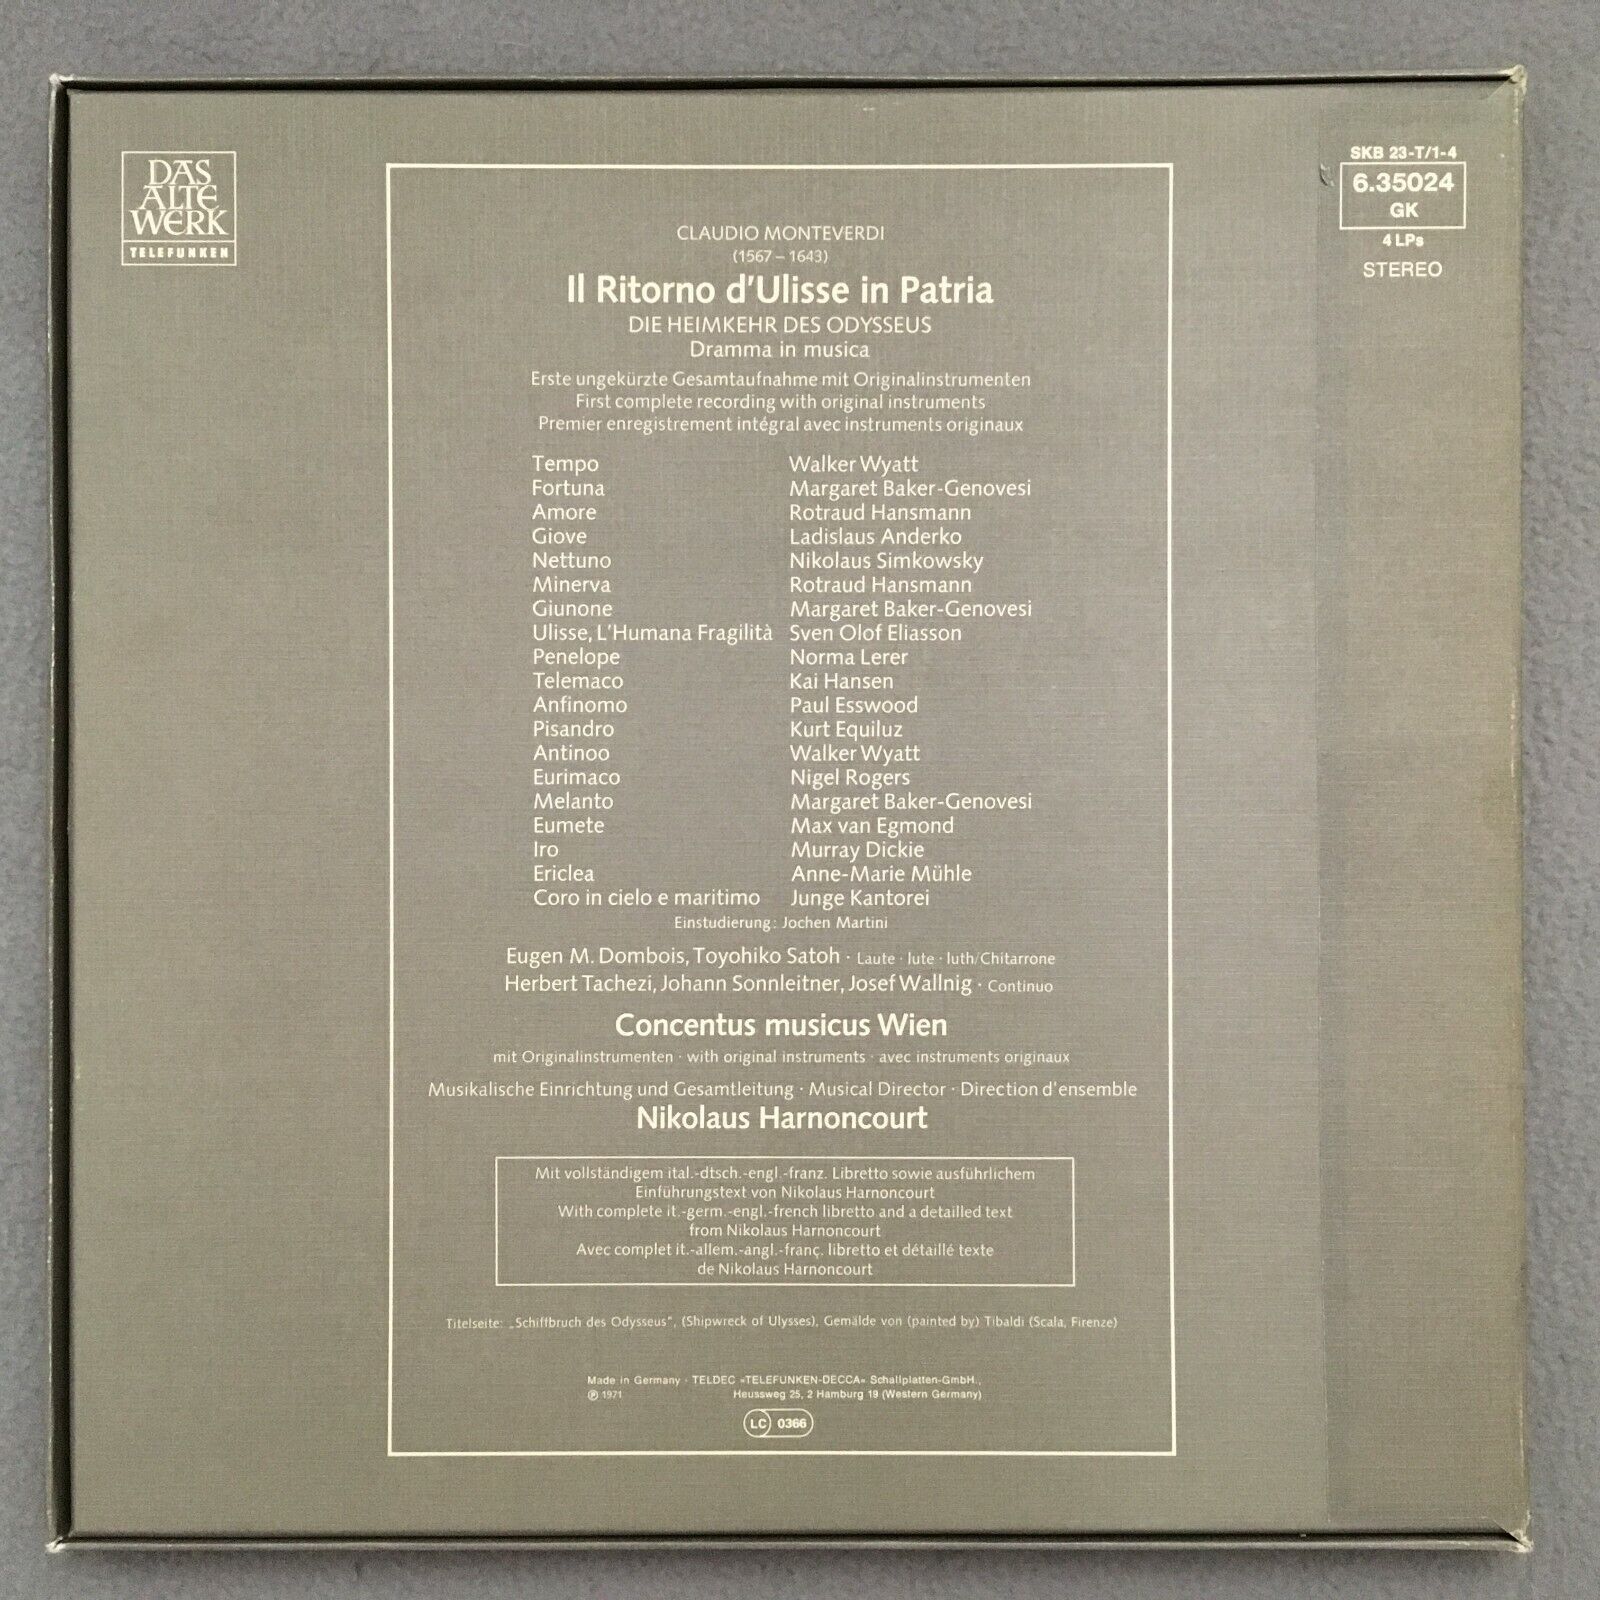 DAS
ALTE
WERK
TELEFUNKEN
SKB 23-T/1-4
6.35024
GK
4 LPs
STEREO
CLAUDIO MONTEVERDI
(1567 – 1643)
Il Ritorno d'Ulisse in Patria
DIE HEIMKEHR DES ODYSSEUS
Dramma in musica
Erste ungekürzte Gesamtaufnahme mit Originalinstrumenten
First complete recording with original instruments
Premier enregistrement intégral avec instruments originaux
Tempo Walker Wyatt
Fortuna Margaret Baker-Genovesi
Amore Rotraud Hansmann
Giove Ladislaus Anderko
Nettuno Nikolaus Simkowsky
Minerva Rotraud Hansmann
Giunone Margaret Baker-Genovesi
Ulisse, L'Humana Fragilità Sven Olof Eliasson
Penelope Norma Lerer
Telemaco Kai Hansen
Anfinomo Paul Esswood
Pisandro Kurt Equiluz
Antinoo Walker Wyatt
Eurimaco Nigel Rogers
Melanto Margaret Baker-Genovesi
Eumete Max van Egmond
Iro Murray Dickie
Ericlea Anne-Marie Mühle
Coro in cielo e maritimo Junge Kantorei
Einstudierung: Jochen Martini
Eugen M. Dombois, Toyohiko Satoh · Laute · lute · luth/Chitarrone
Herbert Tachezi, Johann Sonnleitner, Josef Wallnig · Continuo
Concentus musicus Wien
mit Originalinstrumenten · with original instruments · avec instruments originaux
Musikalische Einrichtung und Gesamtleitung · Musical Director · Direction d'ensemble
Nikolaus Harnoncourt
Mit vollständigem ital.-dtsch.-engl.-franz. Libretto sowie ausführlichem
Einführungstext von Nikolaus Harnoncourt
With complete it.-germ.-engl.-french libretto and a detailled text
from Nikolaus Harnoncourt
Avec complet it.-allem.-angl.-franç. libretto et détaillé texte
de Nikolaus Harnoncourt
Titelseite: „Schiffbruch des Odysseus", (Shipwreck of Ulysses), Gemälde von (painted by) Tibaldi (Scala, Firenze)
Made in Germany · TELDEC »TELEFUNKEN-DECCA« Schallplatten-GmbH.,
℗ 1971 Heussweg 25, 2 Hamburg 19 (Western Germany)
LC 0366